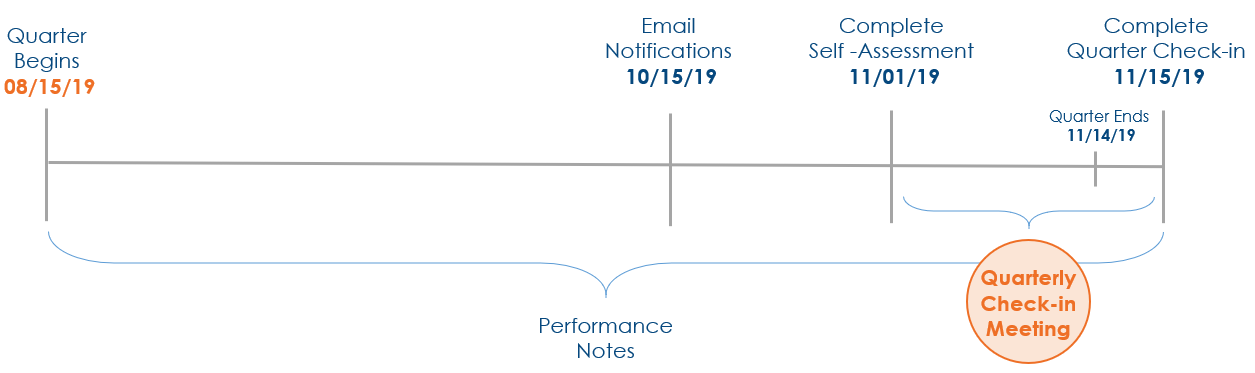 Quarter
Begins
08/15/19
Email
Notifications
10/15/19
Complete
Self -Assessment
11/01/19
Complete
Quarter Check-in
11/15/19
Quarter Ends
11/14/19
Quarterly
Check-in
Meeting
Performance
Notes